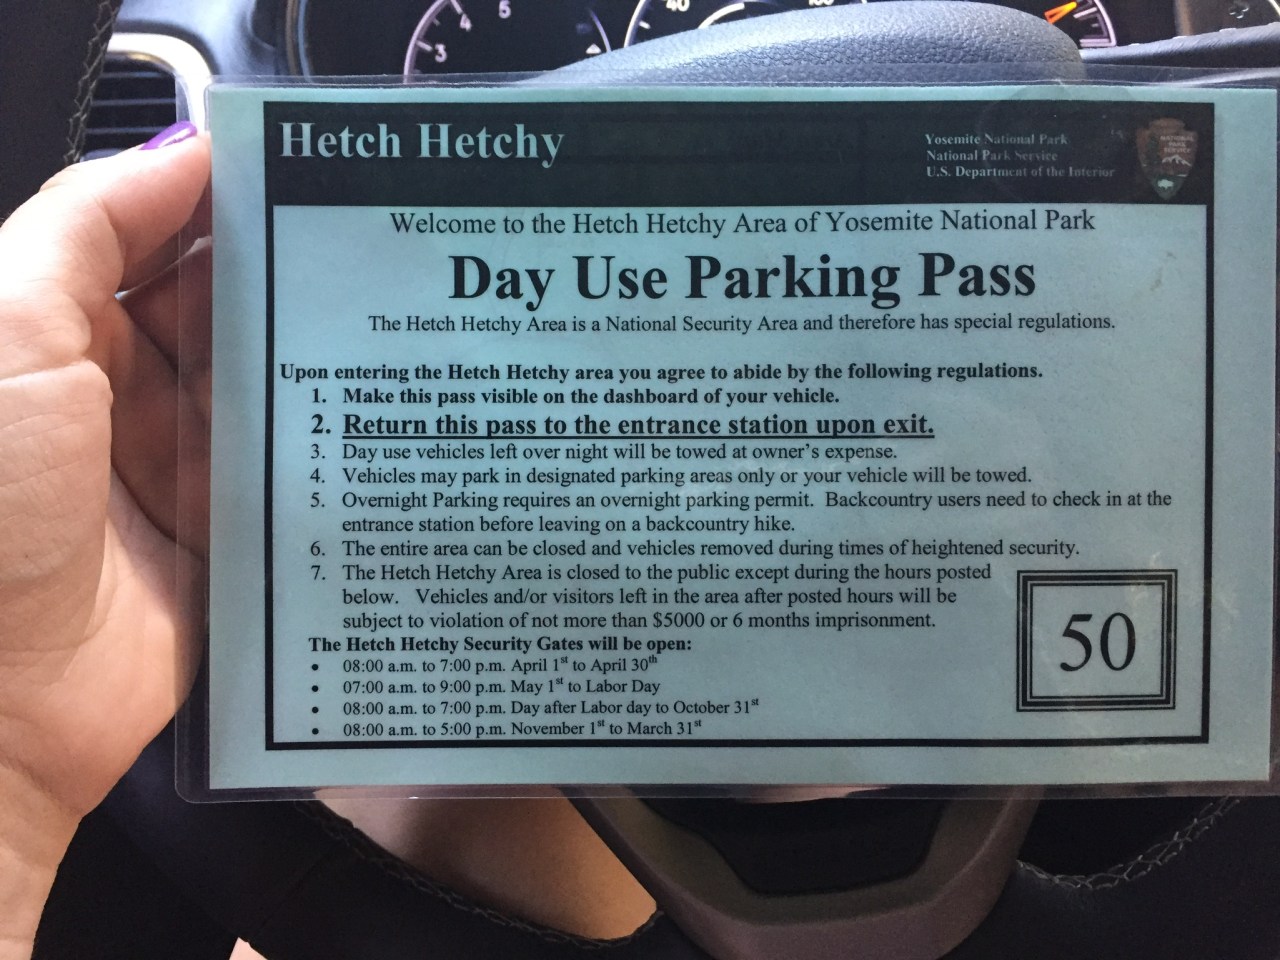 5
4
3
40
Hetch Hetchy
Yosemite National Park
National Park Service
U.S. Department of the Interior
NATIONAL
PARK
SERVICE
Welcome to the Hetch Hetchy Area of Yosemite National Park
Day Use Parking Pass
The Hetch Hetchy Area is a National Security Area and therefore has special regulations.
Upon entering the Hetch Hetchy area you agree to abide by the following regulations.
1. Make this pass visible on the dashboard of your vehicle.
2. Return this pass to the entrance station upon exit.
3. Day use vehicles left over night will be towed at owner's expense.
4. Vehicles may park in designated parking areas only or your vehicle will be towed.
5. Overnight Parking requires an overnight parking permit. Backcountry users need to check in at the
entrance station before leaving on a backcountry hike.
6. The entire area can be closed and vehicles removed during times of heightened security.
7. The Hetch Hetchy Area is closed to the public except during the hours posted
below. Vehicles and/or visitors left in the area after posted hours will be
subject to violation of not more than $5000 or 6 months imprisonment.
The Hetch Hetchy Security Gates will be open:
• 08:00 a.m. to 7:00 p.m. April 1st to April 30th
• 07:00 a.m. to 9:00 p.m. May 1st to Labor Day
• 08:00 a.m. to 7:00 p.m. Day after Labor day to October 31st
• 08:00 a.m. to 5:00 p.m. November 1st to March 31st
50